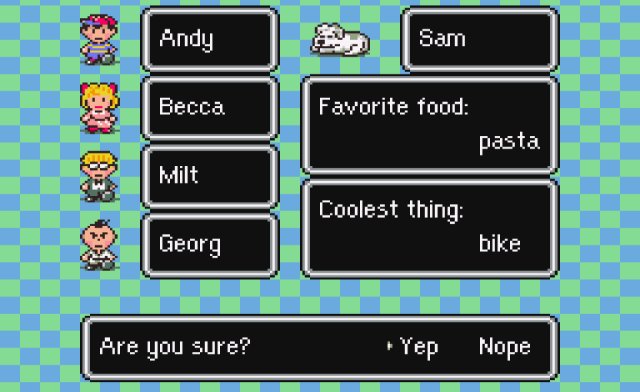 Andy
Sam
Becca
Favorite food:
pasta
Milt
Coolest thing:
Georg
bike
Are you sure? Yep Nope